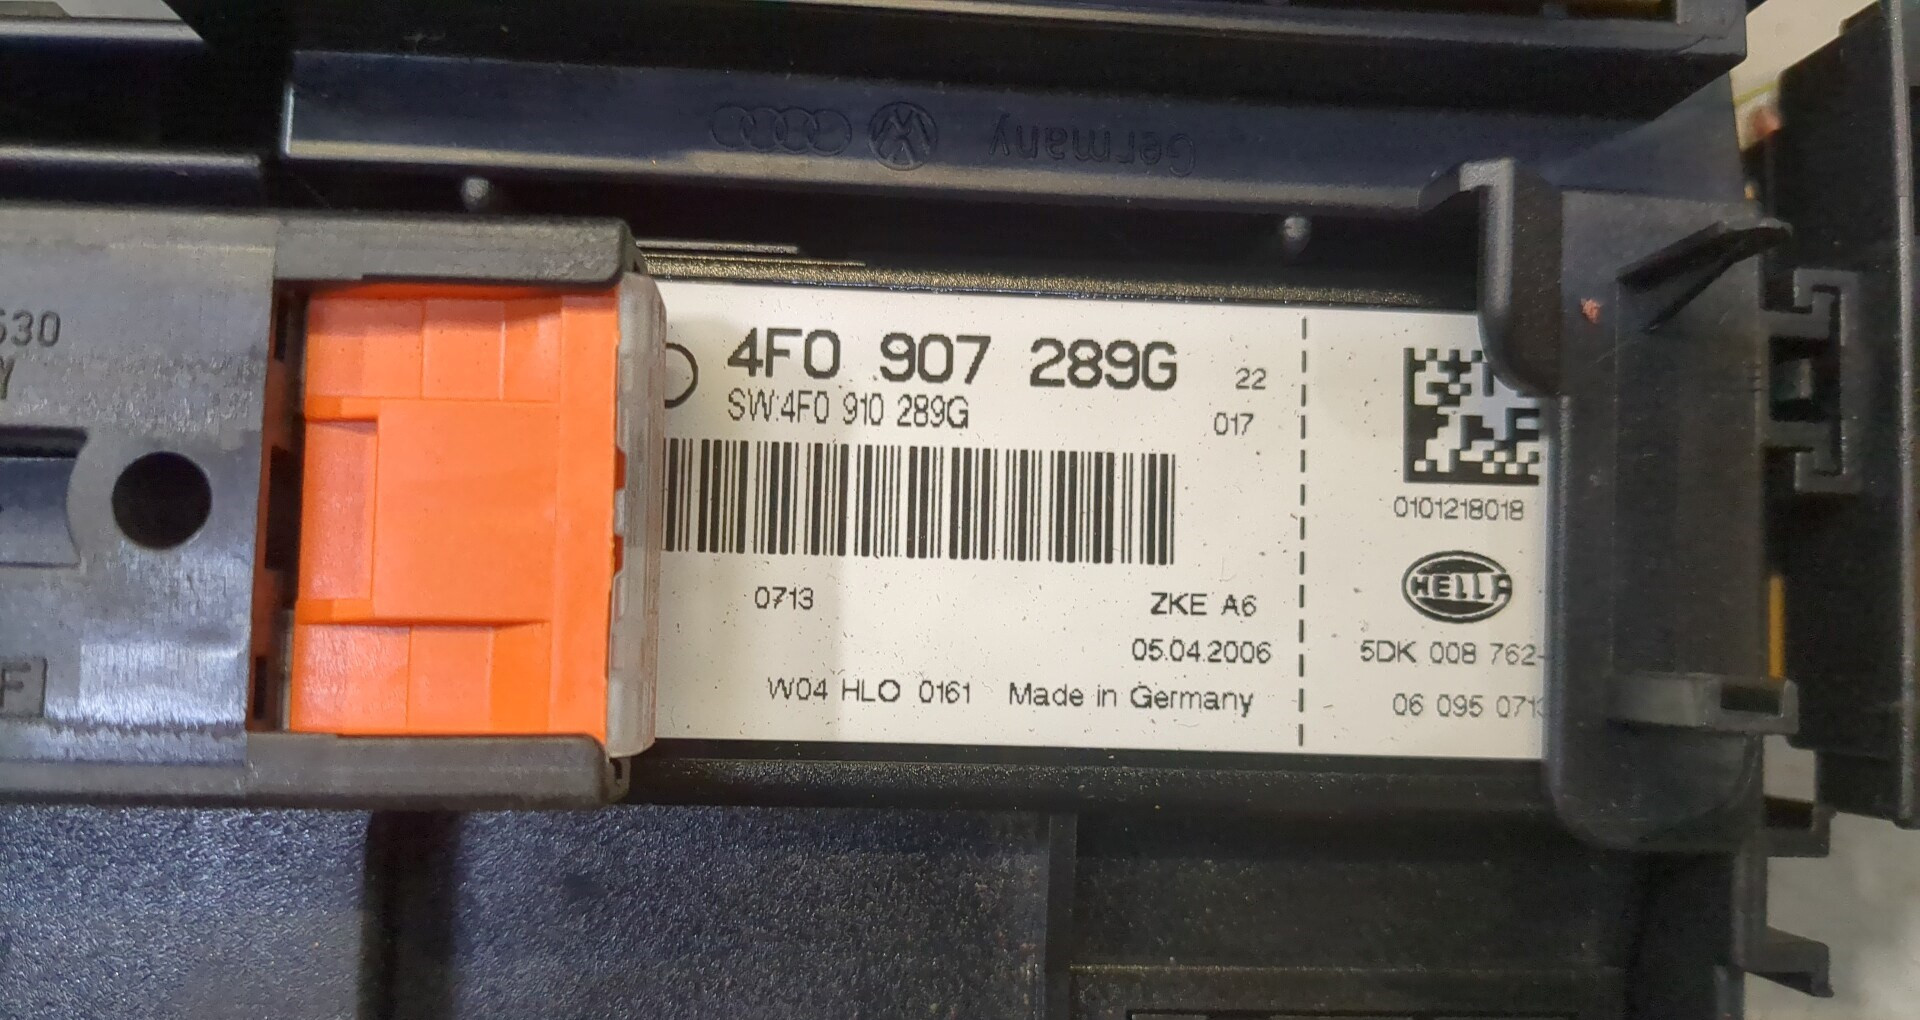 Germany
530
Y
F
4F0 907 289G
22
SW:4F0 910 289G
017
0713
ZKE A6
05.04.2006
W04 HLO 0161 Made in Germany
0101218018
HELLA
5DK 008 762-
06 095 0713